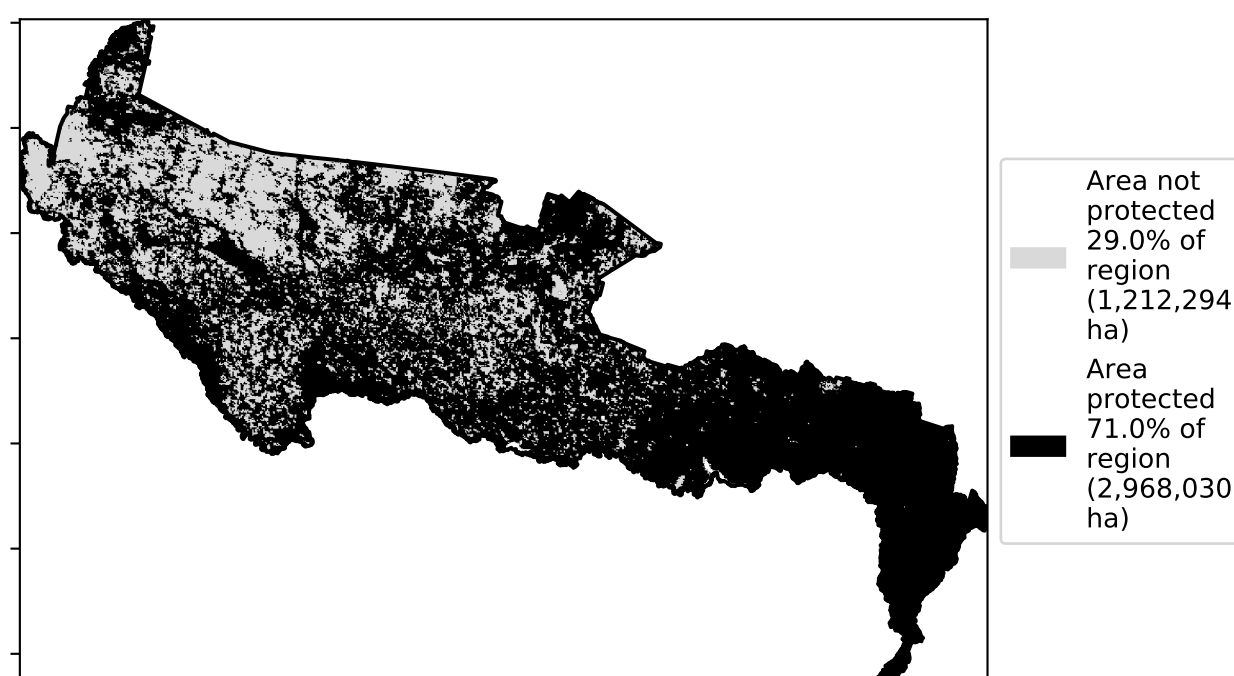 Area not
protected
29.0% of
region
(1,212,294
ha)
Area
protected
71.0% of
region
(2,968,030
ha)